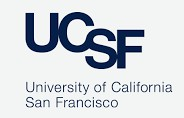 UCSF
University of California
San Francisco